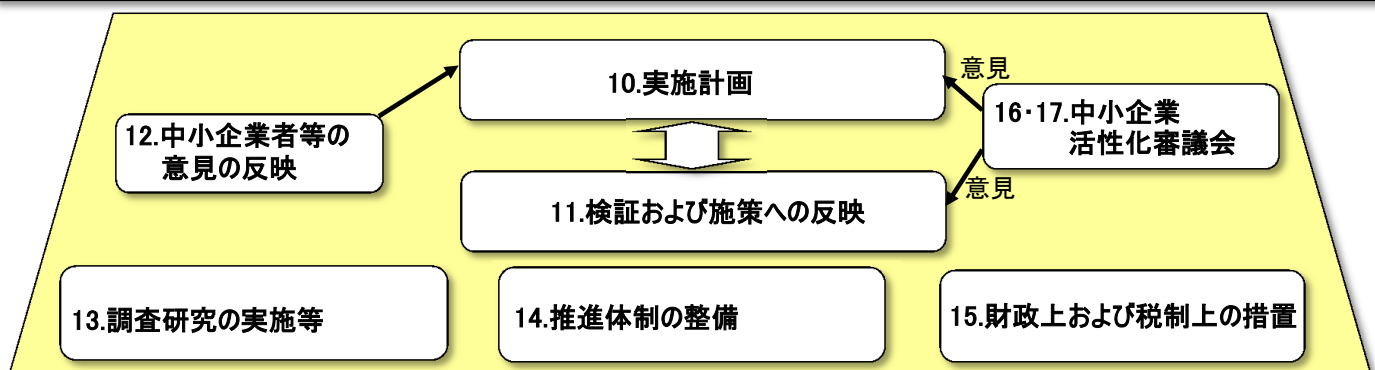 10.実施計画
意見
12.中小企業者等の
意見の反映
16・17.中小企業
活性化審議会
意見
11.検証および施策への反映
13.調査研究の実施等
14.推進体制の整備
15.財政上および税制上の措置